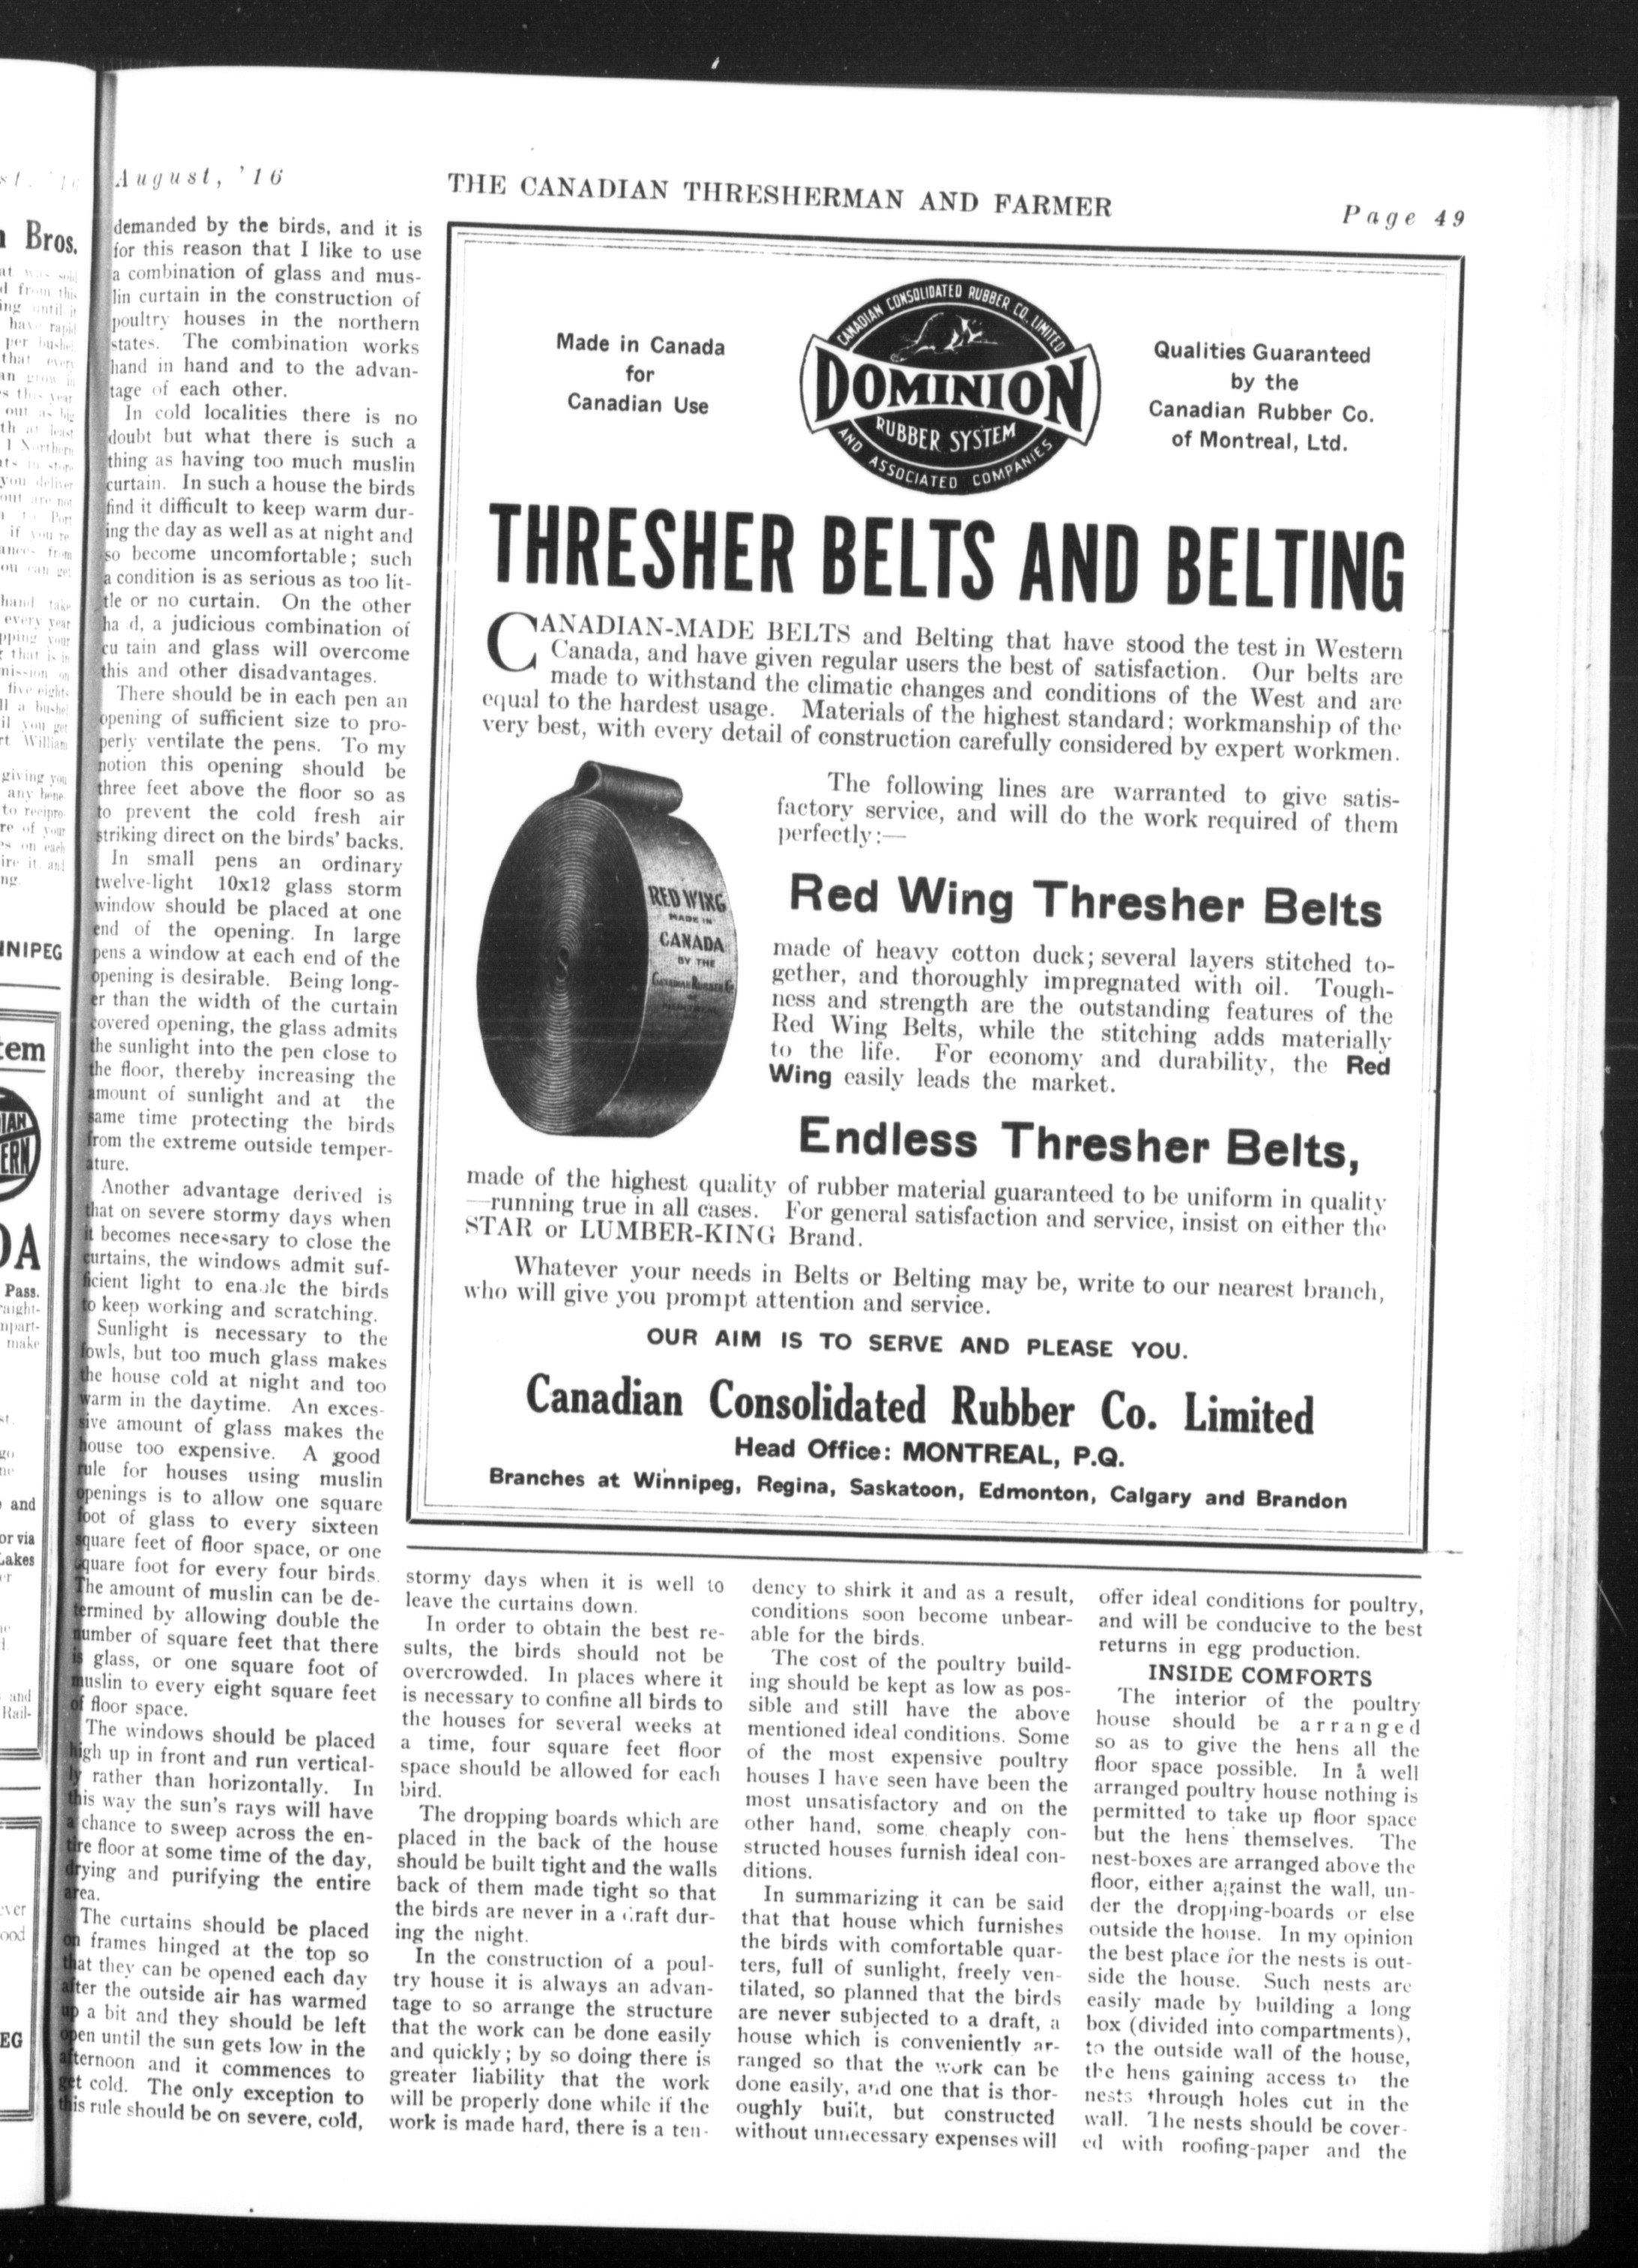 August, '16
THE CANADIAN THRESHERMAN AND FARMER
Page 49
demanded by the birds, and it is
for this reason that I like to use
a combination of glass and mus-
lin curtain in the construction of
poultry houses in the northern
states. The combination works
hand in hand and to the advan-
tage of each other.
In cold localities there is no
doubt but what there is such a
thing as having too much muslin
curtain. In such a house the birds
find it difficult to keep warm dur-
ing the day as well as at night and
so become uncomfortable; such
a condition is as serious as too lit-
tle or no curtain. On the other
ha d, a judicious combination of
cu tain and glass will overcome
this and other disadvantages.
There should be in each pen an
opening of sufficient size to pro-
perly ventilate the pens. To my
notion this opening should be
three feet above the floor so as
to prevent the cold fresh air
striking direct on the birds' backs.
In small pens an ordinary
twelve-light 10x12 glass storm
window should be placed at one
end of the opening. In large
pens a window at each end of the
opening is desirable. Being long-
er than the width of the curtain
covered opening, the glass admits
the sunlight into the pen close to
the floor, thereby increasing the
amount of sunlight and at the
same time protecting the birds
from the extreme outside temper-
ature.
Another advantage derived is
that on severe stormy days when
it becomes necessary to close the
curtains, the windows admit suf-
ficient light to enable the birds
to keep working and scratching.
Sunlight is necessary to the
fowls, but too much glass makes
the house cold at night and too
warm in the daytime. An exces-
sive amount of glass makes the
house too expensive. A good
rule for houses using muslin
openings is to allow one square
foot of glass to every sixteen
square feet of floor space, or one
square foot for every four birds.
The amount of muslin can be de-
termined by allowing double the
number of square feet that there
is glass, or one square foot of
muslin to every eight square feet
of floor space.
The windows should be placed
high up in front and run vertical-
ly rather than horizontally. In
this way the sun's rays will have
a chance to sweep across the en-
tire floor at some time of the day,
drying and purifying the entire
area.
The curtains should be placed
on frames hinged at the top so
that they can be opened each day
after the outside air has warmed
up a bit and they should be left
open until the sun gets low in the
afternoon and it commences to
get cold. The only exception to
this rule should be on severe, cold,
Made in Canada
for
Canadian Use
CANADIAN CONSOLIDATED RUBBER CO. LIMITED
DOMINION
RUBBER SYSTEM
AND ASSOCIATED COMPANIES
Qualities Guaranteed
by the
Canadian Rubber Co.
of Montreal, Ltd.
THRESHER BELTS AND BELTING
CANADIAN-MADE BELTS and Belting that have stood the test in Western
Canada, and have given regular users the best of satisfaction. Our belts are
made to withstand the climatic changes and conditions of the West and are
equal to the hardest usage. Materials of the highest standard; workmanship of the
very best, with every detail of construction carefully considered by expert workmen.
RED WING
MADE IN
CANADA
BY THE
CANADIAN RUBBER CO
OF
MONTREAL
The following lines are warranted to give satis-
factory service, and will do the work required of them
perfectly:—
Red Wing Thresher Belts
made of heavy cotton duck; several layers stitched to-
gether, and thoroughly impregnated with oil. Tough-
ness and strength are the outstanding features of the
Red Wing Belts, while the stitching adds materially
to the life. For economy and durability, the Red
Wing easily leads the market.
Endless Thresher Belts,
made of the highest quality of rubber material guaranteed to be uniform in quality
—running true in all cases. For general satisfaction and service, insist on either the
STAR or LUMBER-KING Brand.
Whatever your needs in Belts or Belting may be, write to our nearest branch,
who will give you prompt attention and service.
OUR AIM IS TO SERVE AND PLEASE YOU.
Canadian Consolidated Rubber Co. Limited
Head Office: MONTREAL, P.Q.
Branches at Winnipeg, Regina, Saskatoon, Edmonton, Calgary and Brandon
stormy days when it is well to
leave the curtains down.
In order to obtain the best re-
sults, the birds should not be
overcrowded. In places where it
is necessary to confine all birds to
the houses for several weeks at
a time, four square feet floor
space should be allowed for each
bird.
The dropping boards which are
placed in the back of the house
should be built tight and the walls
back of them made tight so that
the birds are never in a draft dur-
ing the night.
In the construction of a poul-
try house it is always an advan-
tage to so arrange the structure
that the work can be done easily
and quickly; by so doing there is
greater liability that the work
will be properly done while if the
work is made hard, there is a ten-
dency to shirk it and as a result,
conditions soon become unbear-
able for the birds.
The cost of the poultry build-
ing should be kept as low as pos-
sible and still have the above
mentioned ideal conditions. Some
of the most expensive poultry
houses I have seen have been the
most unsatisfactory and on the
other hand, some cheaply con-
structed houses furnish ideal con-
ditions.
In summarizing it can be said
that that house which furnishes
the birds with comfortable quar-
ters, full of sunlight, freely ven-
tilated, so planned that the birds
are never subjected to a draft, a
house which is conveniently ar-
ranged so that the work can be
done easily, and one that is thor-
oughly built, but constructed
without unnecessary expenses will
offer ideal conditions for poultry,
and will be conducive to the best
returns in egg production.
INSIDE COMFORTS
The interior of the poultry
house should be arranged
so as to give the hens all the
floor space possible. In a well
arranged poultry house nothing is
permitted to take up floor space
but the hens themselves. The
nest-boxes are arranged above the
floor, either against the wall, un-
der the dropping-boards or else
outside the house. In my opinion
the best place for the nests is out-
side the house. Such nests are
easily made by building a long
box (divided into compartments),
to the outside wall of the house,
the hens gaining access to the
nests through holes cut in the
wall. The nests should be cover-
ed with roofing-paper and the